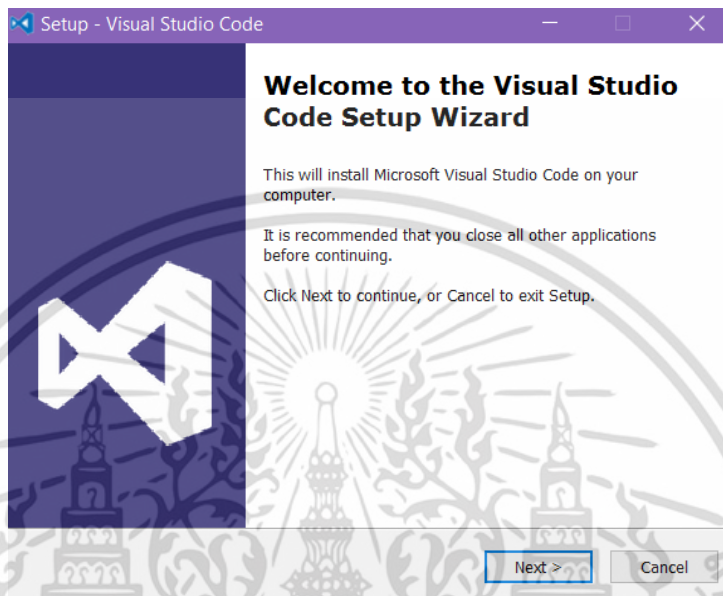 Setup - Visual Studio Code
Welcome to the Visual Studio
Code Setup Wizard
This will install Microsoft Visual Studio Code on your
computer.
It is recommended that you close all other applications
before continuing.
Click Next to continue, or Cancel to exit Setup.
Next >
Cancel